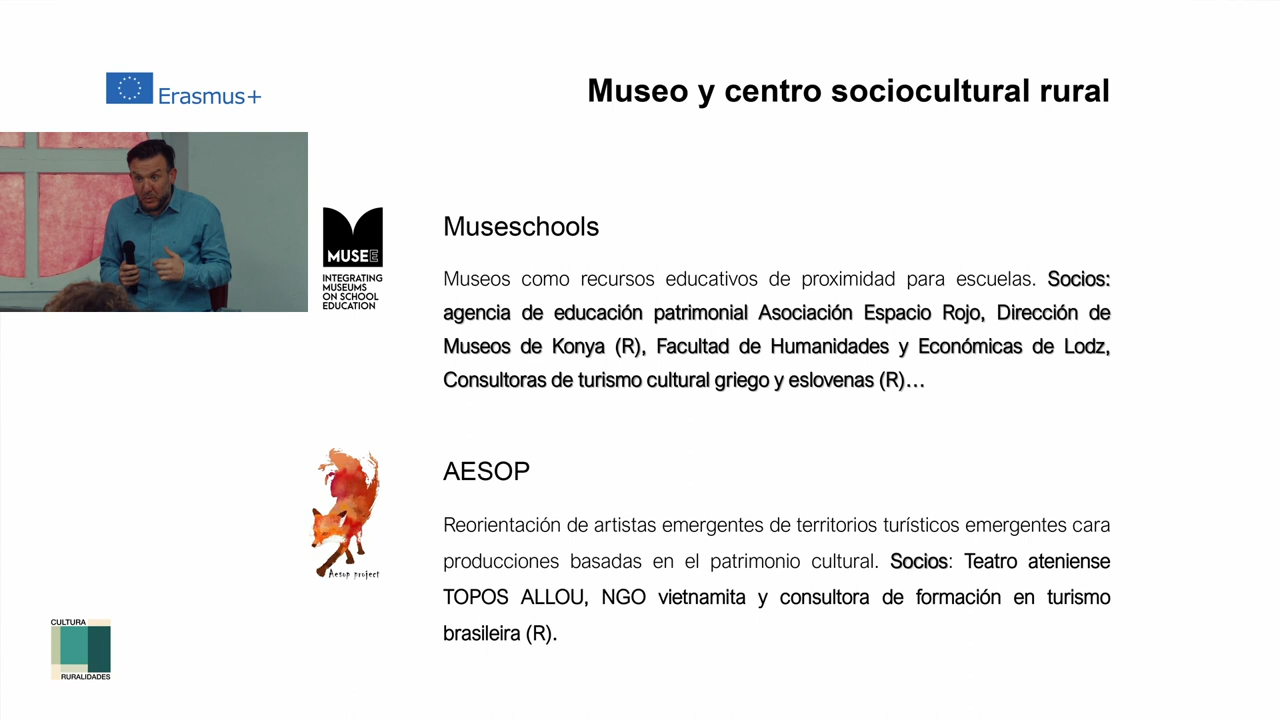 Erasmus+
Museo y centro sociocultural rural
MUSEE
INTEGRATING
MUSEUMS
ON SCHOOL
EDUCATION
Museschools
Museos como recursos educativos de proximidad para escuelas. Socios:
agencia de educación patrimonial Asociación Espacio Rojo, Dirección de
Museos de Konya (R), Facultad de Humanidades y Económicas de Lodz,
Consultoras de turismo cultural griego y eslovenas (R)…
Aesop project
AESOP
Reorientación de artistas emergentes de territorios turísticos emergentes cara
producciones basadas en el patrimonio cultural. Socios: Teatro ateniense
TOPOS ALLOU, NGO vietnamita y consultora de formación en turismo
brasileira (R).
CULTURA
RURALIDADES